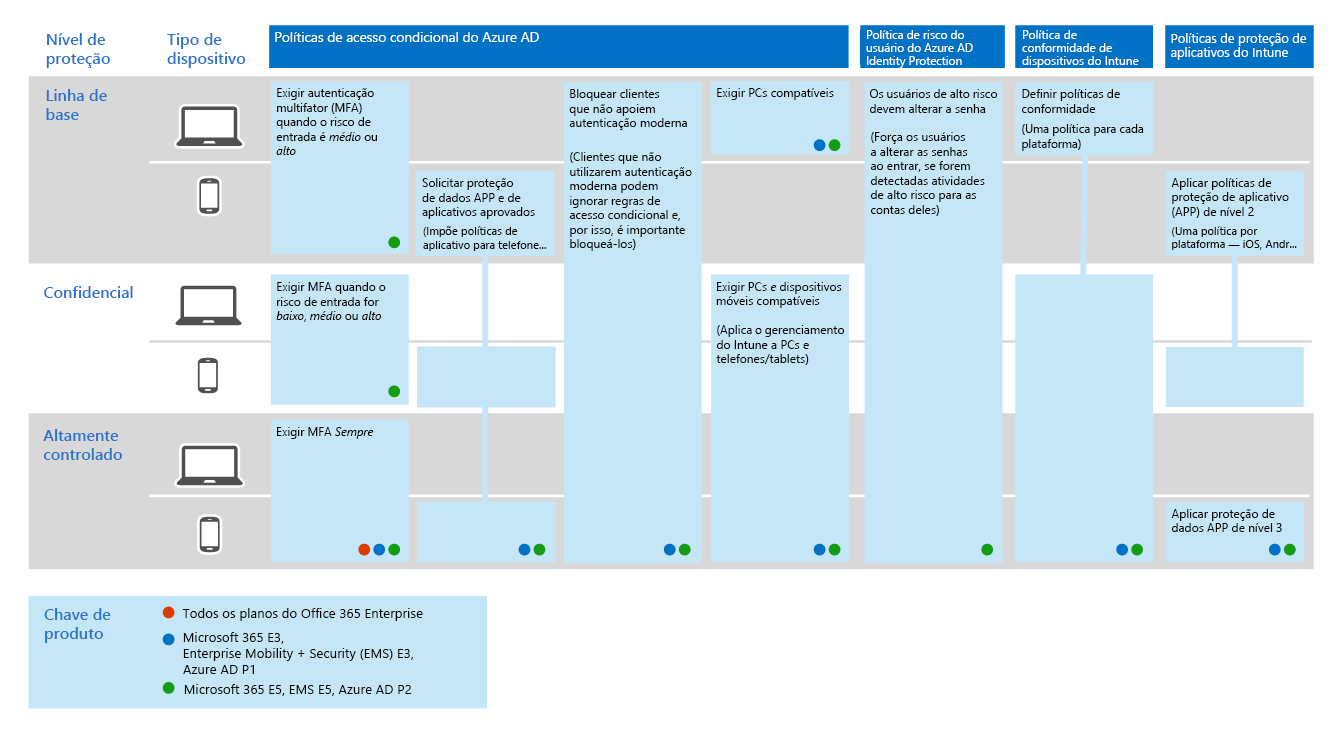 Nível de
proteção
Tipo de
dispositivo
Políticas de acesso condicional do Azure AD
Política de risco do
usuário do Azure AD
Identity Protection
Política de
conformidade de
dispositivos do Intune
Políticas de proteção de
aplicativos do Intune
Linha de
base
Exigir autenticação
multifator (MFA)
quando o risco de
entrada é médio ou
alto
Solicitar proteção
de dados APP e de
aplicativos aprovados
(Impõe políticas de
aplicativo para telefone...
Bloquear clientes
que não apoiem
autenticação moderna
(Clientes que não
utilizarem autenticação
moderna podem
ignorar regras de
acesso condicional e,
por isso, é importante
bloqueá-los)
Exigir PCs compatíveis
Os usuários de alto risco
devem alterar a senha
(Força os usuários
a alterar as senhas
ao entrar, se forem
detectadas atividades
de alto risco para as
contas deles)
Definir políticas de
conformidade
(Uma política para cada
plataforma)
Aplicar políticas de
proteção de aplicativo
(APP) de nível 2
(Uma política por
plataforma — iOS, Andr...
Confidencial
Exigir MFA quando o
risco de entrada for
baixo, médio ou alto
Exigir PCs e dispositivos
móveis compatíveis
(Aplica o gerenciamento
do Intune a PCs e
telefones/tablets)
Altamente
controlado
Exigir MFA Sempre
Aplicar proteção de
dados APP de nível 3
Chave de
produto
Todos os planos do Office 365 Enterprise
Microsoft 365 E3,
Enterprise Mobility + Security (EMS) E3,
Azure AD P1
Microsoft 365 E5, EMS E5, Azure AD P2